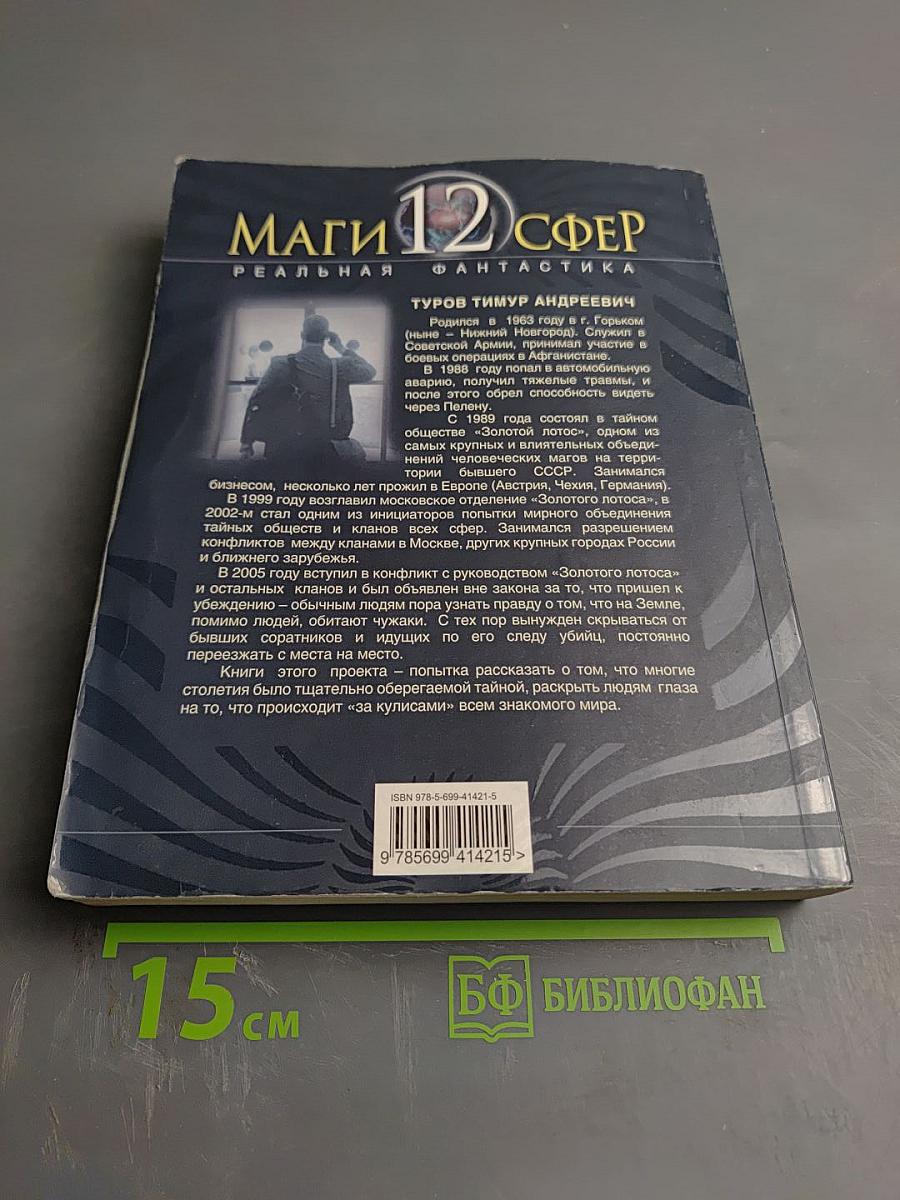 МАГИ 12 СФЕР
РЕАЛЬНАЯ ФАНТАСТИКА
ТУРОВ ТИМУР АНДРЕЕВИЧ
Родился в 1963 году в г. Горьком
(ныне – Нижний Новгород). Служил в
Советской Армии, принимал участие в
боевых операциях в Афганистане.
В 1988 году попал в автомобильную
аварию, получил тяжелые травмы, и
после этого обрел способность видеть
через Пелену.
С 1989 года состоял в тайном
обществе «Золотой лотос», одном из
самых крупных и влиятельных объеди-
нений человеческих магов на терри-
тории бывшего СССР. Занимался
бизнесом, несколько лет прожил в Европе (Австрия, Чехия, Германия).
В 1999 году возглавил московское отделение «Золотого лотоса», в
2002-м стал одним из инициаторов попытки мирного объединения
тайных обществ и кланов всех сфер. Занимался разрешением
конфликтов между кланами в Москве, других крупных городах России
и ближнего зарубежья.
В 2005 году вступил в конфликт с руководством «Золотого лотоса»
и остальных кланов и был объявлен вне закона за то, что пришел к
убеждению – обычным людям пора узнать правду о том, что на Земле,
помимо людей, обитают чужаки. С тех пор вынужден скрываться от
бывших соратников и идущих по его следу убийц, постоянно
переезжать с места на место.
Книги этого проекта – попытка рассказать о том, что многие
столетия было тщательно оберегаемой тайной, раскрыть людям глаза
на то, что происходит «за кулисами» всем знакомого мира.
ISBN 978-5-699-41421-5
9 785699 414215 >
15 см
БФ БИБЛИОФАН